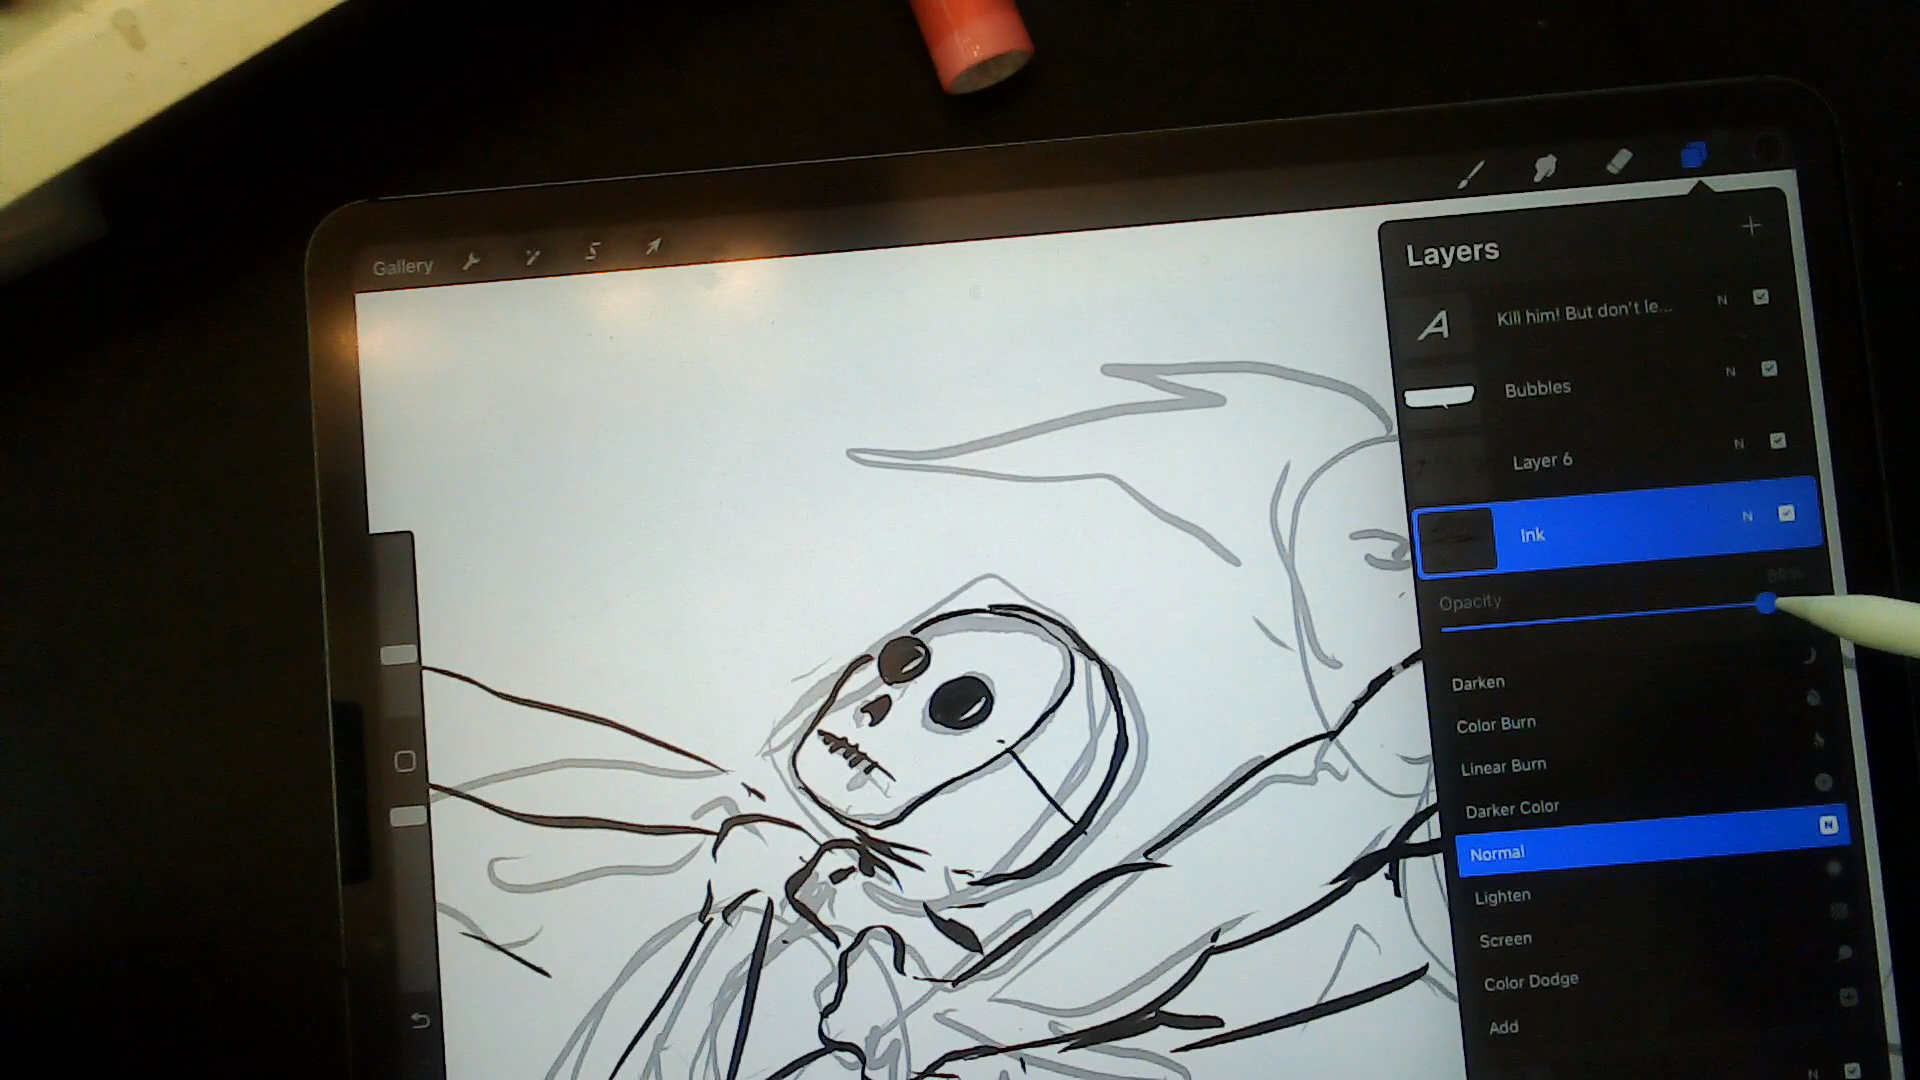 Gallery
Layers
Kill him! But don't le... N
Bubbles N
Layer 6 N
Ink N
Opacity
Darken
Color Burn
Linear Burn
Darker Color
Normal N
Lighten
Screen
Color Dodge
Add
N